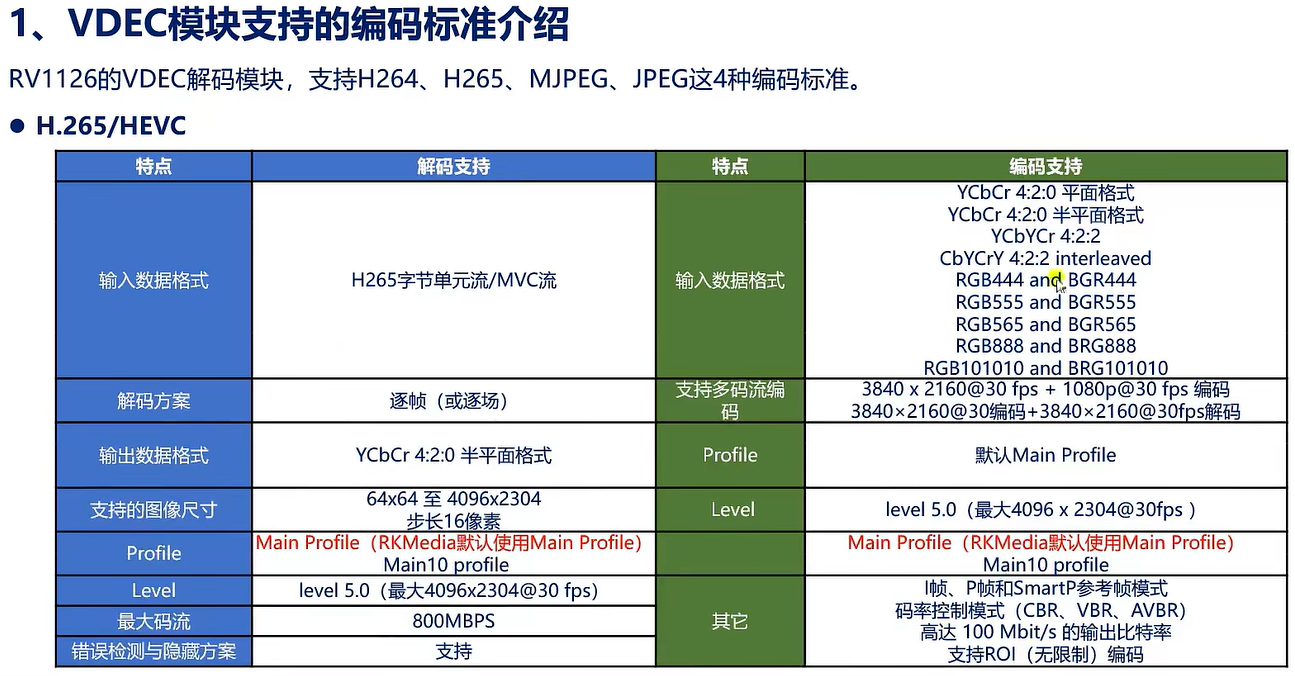 1、VDEC模块支持的编码标准介绍
RV1126的VDEC解码模块，支持H264、H265、MJPEG、JPEG这4种编码标准。
● H.265/HEVC
特点 解码支持 特点 编码支持
输入数据格式
H265字节单元流/MVC流
输入数据格式
YCbCr 4:2:0 平面格式
YCbCr 4:2:0 半平面格式
YCbYCr 4:2:2
CbYCrY 4:2:2 interleaved
RGB444 and BGR444
RGB555 and BGR555
RGB565 and BGR565
RGB888 and BRG888
RGB101010 and BRG101010
解码方案
逐帧（或逐场）
支持多码流编
码
3840 x 2160@30 fps + 1080p@30 fps 编码
3840×2160@30编码+3840×2160@30fps解码
输出数据格式
YCbCr 4:2:0 半平面格式
Profile
默认Main Profile
支持的图像尺寸
64x64 至 4096x2304
步长16像素
Level
level 5.0（最大4096 x 2304@30fps ）
Profile
Main Profile（RKMedia默认使用Main Profile）
Main10 profile
Main Profile（RKMedia默认使用Main Profile）
Main10 profile
Level
level 5.0（最大4096x2304@30 fps）
最大码流
800MBPS
错误检测与隐藏方案
支持
其它
I帧、P帧和SmartP参考帧模式
码率控制模式（CBR、VBR、AVBR）
高达 100 Mbit/s 的输出比特率
支持ROI（无限制）编码